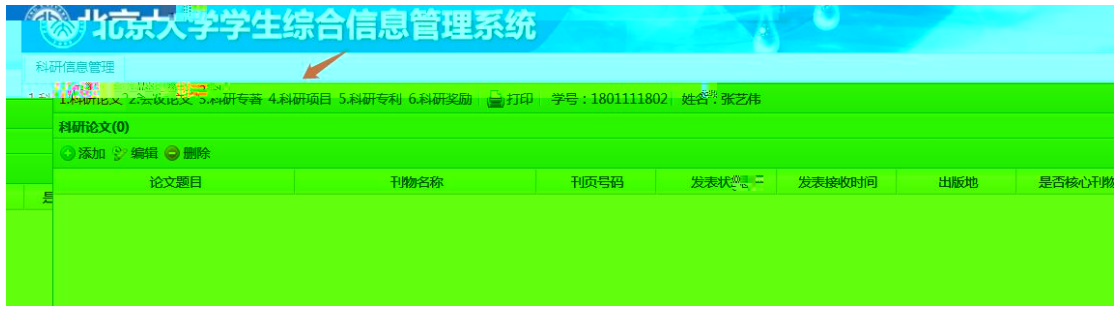 北京大学学生综合信息管理系统
科研信息管理
1.科研论文 2.会议论文 3.科研专著 4.科研项目 5.科研专利 6.科研奖励 打印 学号：1801111802 姓名：张艺伟
科研论文(0)
添加 编辑 删除
论文题目 刊物名称 刊页号码 发表状态 发表接收时间 出版地 是否核心刊物
是